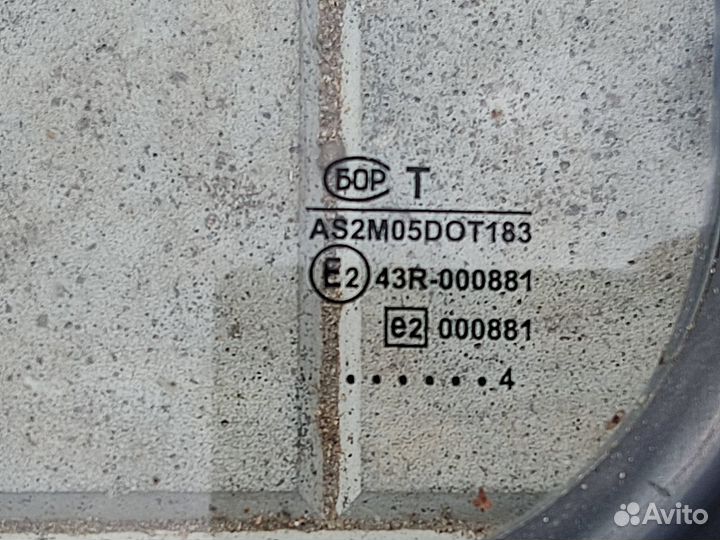 БОР Т
AS2M05DOT183
E2 43R-000881
e2 000881
. . . . . . 4
Avito